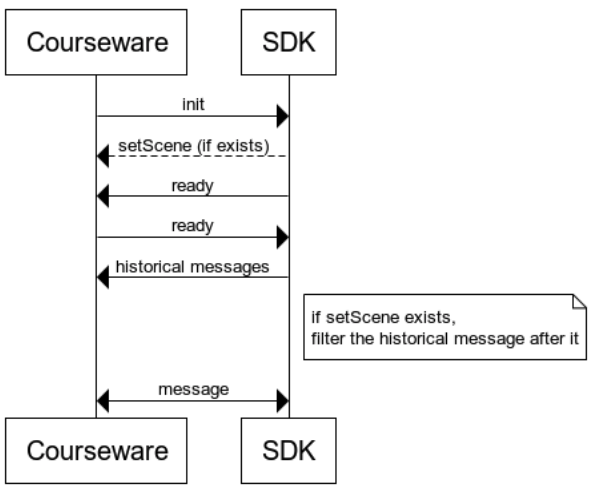 Courseware
SDK
init
setScene (if exists)
ready
ready
historical messages
if setScene exists,
filter the historical message after it
message
Courseware
SDK